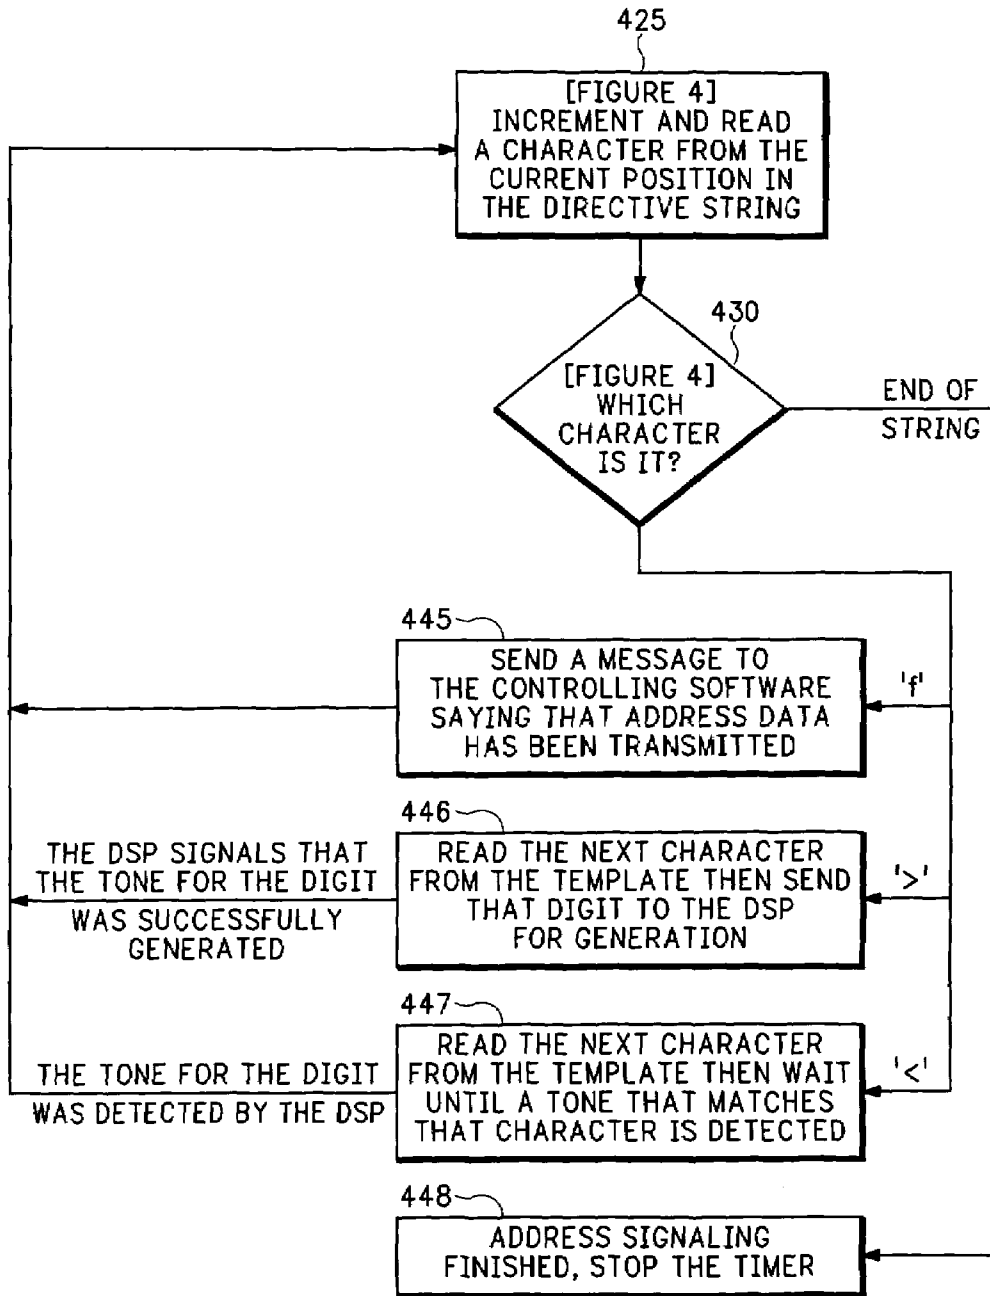 425
[FIGURE 4]
INCREMENT AND READ
A CHARACTER FROM THE
CURRENT POSITION IN
THE DIRECTIVE STRING
430
[FIGURE 4]
WHICH
CHARACTER
IS IT?
END OF
STRING
445
SEND A MESSAGE TO
THE CONTROLLING SOFTWARE
SAYING THAT ADDRESS DATA
HAS BEEN TRANSMITTED
'f'
446
READ THE NEXT CHARACTER
FROM THE TEMPLATE THEN SEND
THAT DIGIT TO THE DSP
FOR GENERATION
'>'
THE DSP SIGNALS THAT
THE TONE FOR THE DIGIT
WAS SUCCESSFULLY
GENERATED
447
READ THE NEXT CHARACTER
FROM THE TEMPLATE THEN WAIT
UNTIL A TONE THAT MATCHES
THAT CHARACTER IS DETECTED
'<'
THE TONE FOR THE DIGIT
WAS DETECTED BY THE DSP
448
ADDRESS SIGNALING
FINISHED, STOP THE TIMER